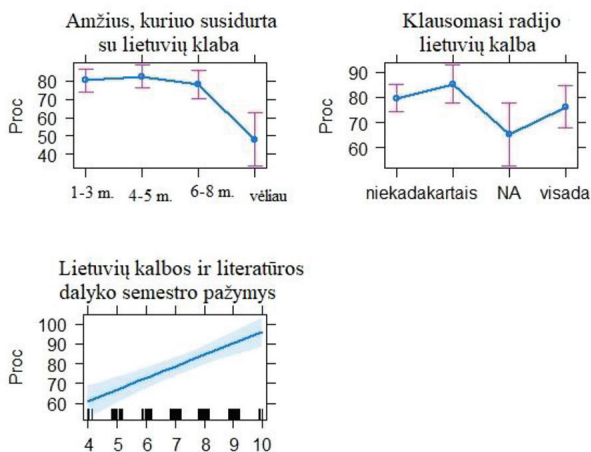 Amžius, kuriuo susidurta
su lietuvių klaba
Proc
80
70
60
50
40
1-3 m. 4-5 m. 6-8 m. vėliau
Klausomasi radijo
lietuvių kalba
Proc
90
80
70
60
niekada kartais NA visada
Lietuvių kalbos ir literatūros
dalyko semestro pažymys
Proc
100
90
80
70
60
4 5 6 7 8 9 10